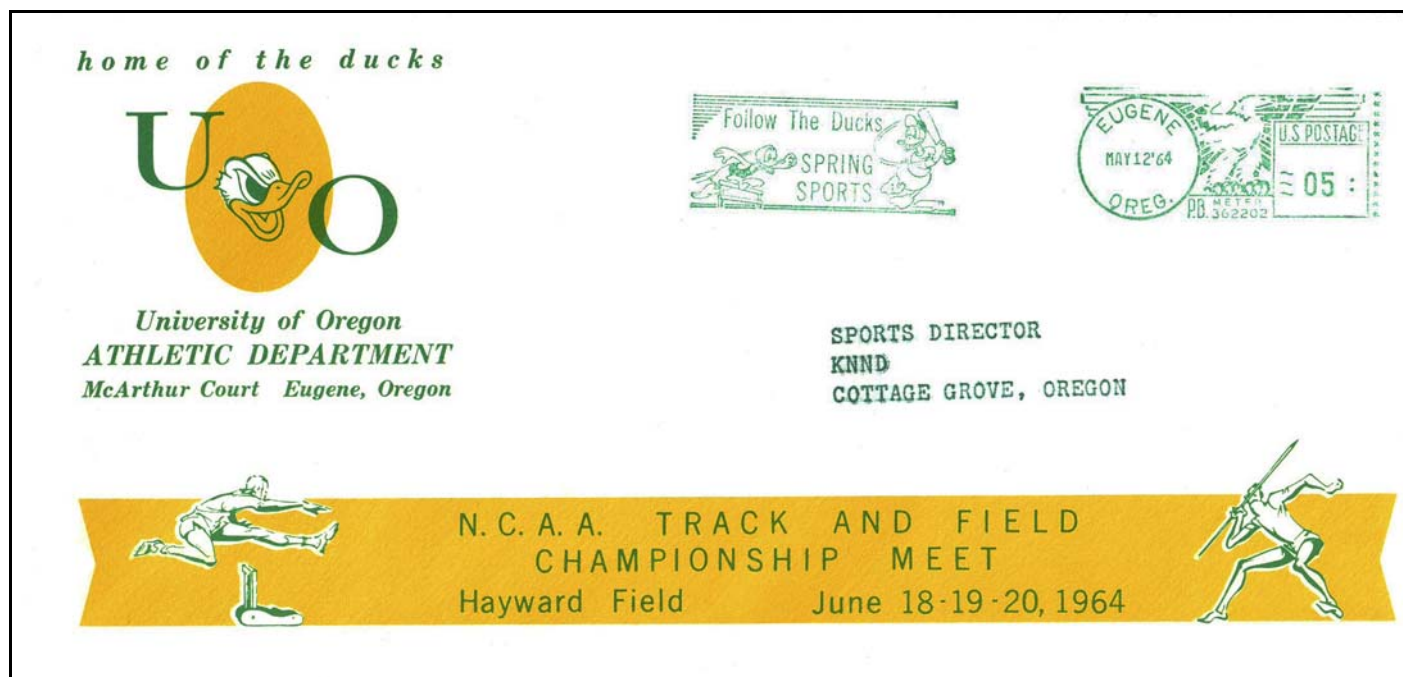 home of the ducks
U O
University of Oregon
ATHLETIC DEPARTMENT
McArthur Court Eugene, Oregon
Follow The Ducks
SPRING
SPORTS
EUGENE
MAY 12 '64
OREG.
U.S. POSTAGE
05
P.B. METER
362202
SPORTS DIRECTOR
KNND
COTTAGE GROVE, OREGON
N.C.A.A. TRACK AND FIELD
CHAMPIONSHIP MEET
Hayward Field June 18-19-20, 1964